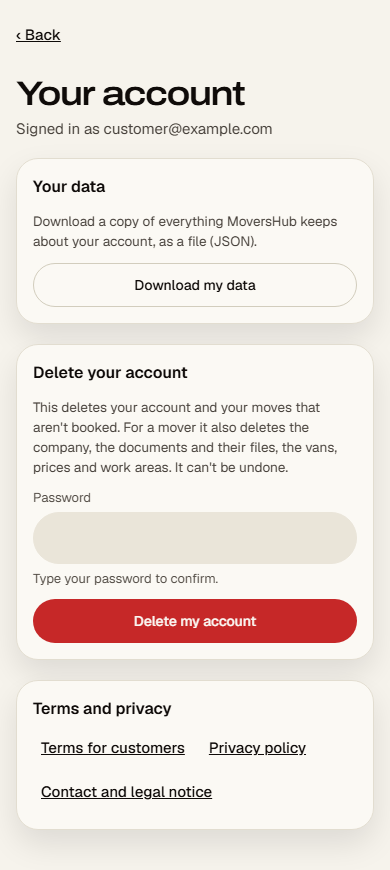 ‹ Back
Your account
Signed in as customer@example.com
Your data
Download a copy of everything MoversHub keeps
about your account, as a file (JSON).
Download my data
Delete your account
This deletes your account and your moves that
aren't booked. For a mover it also deletes the
company, the documents and their files, the vans,
prices and work areas. It can't be undone.
Password
Type your password to confirm.
Delete my account
Terms and privacy
Terms for customers Privacy policy
Contact and legal notice